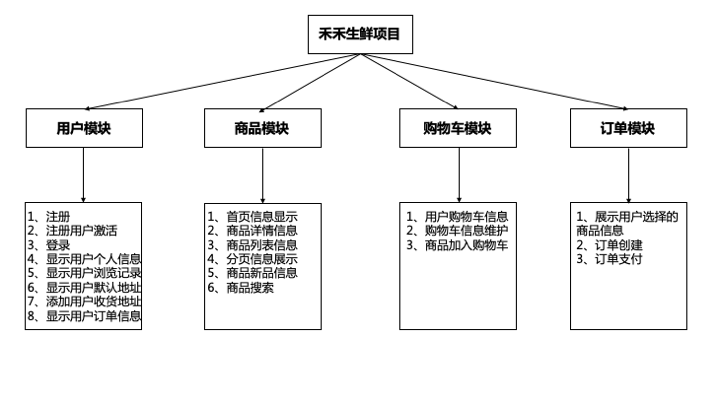 禾禾生鲜项目
用户模块
商品模块
购物车模块
订单模块
1、注册
2、注册用户激活
3、登录
4、显示用户个人信息
5、显示用户浏览记录
6、显示用户默认地址
7、添加用户收货地址
8、显示用户订单信息
1、首页信息显示
2、商品详情信息
3、商品列表信息
4、分页信息展示
5、商品新品信息
6、商品搜索
1、用户购物车信息
2、购物车信息维护
3、商品加入购物车
1、展示用户选择的
商品信息
2、订单创建
3、订单支付